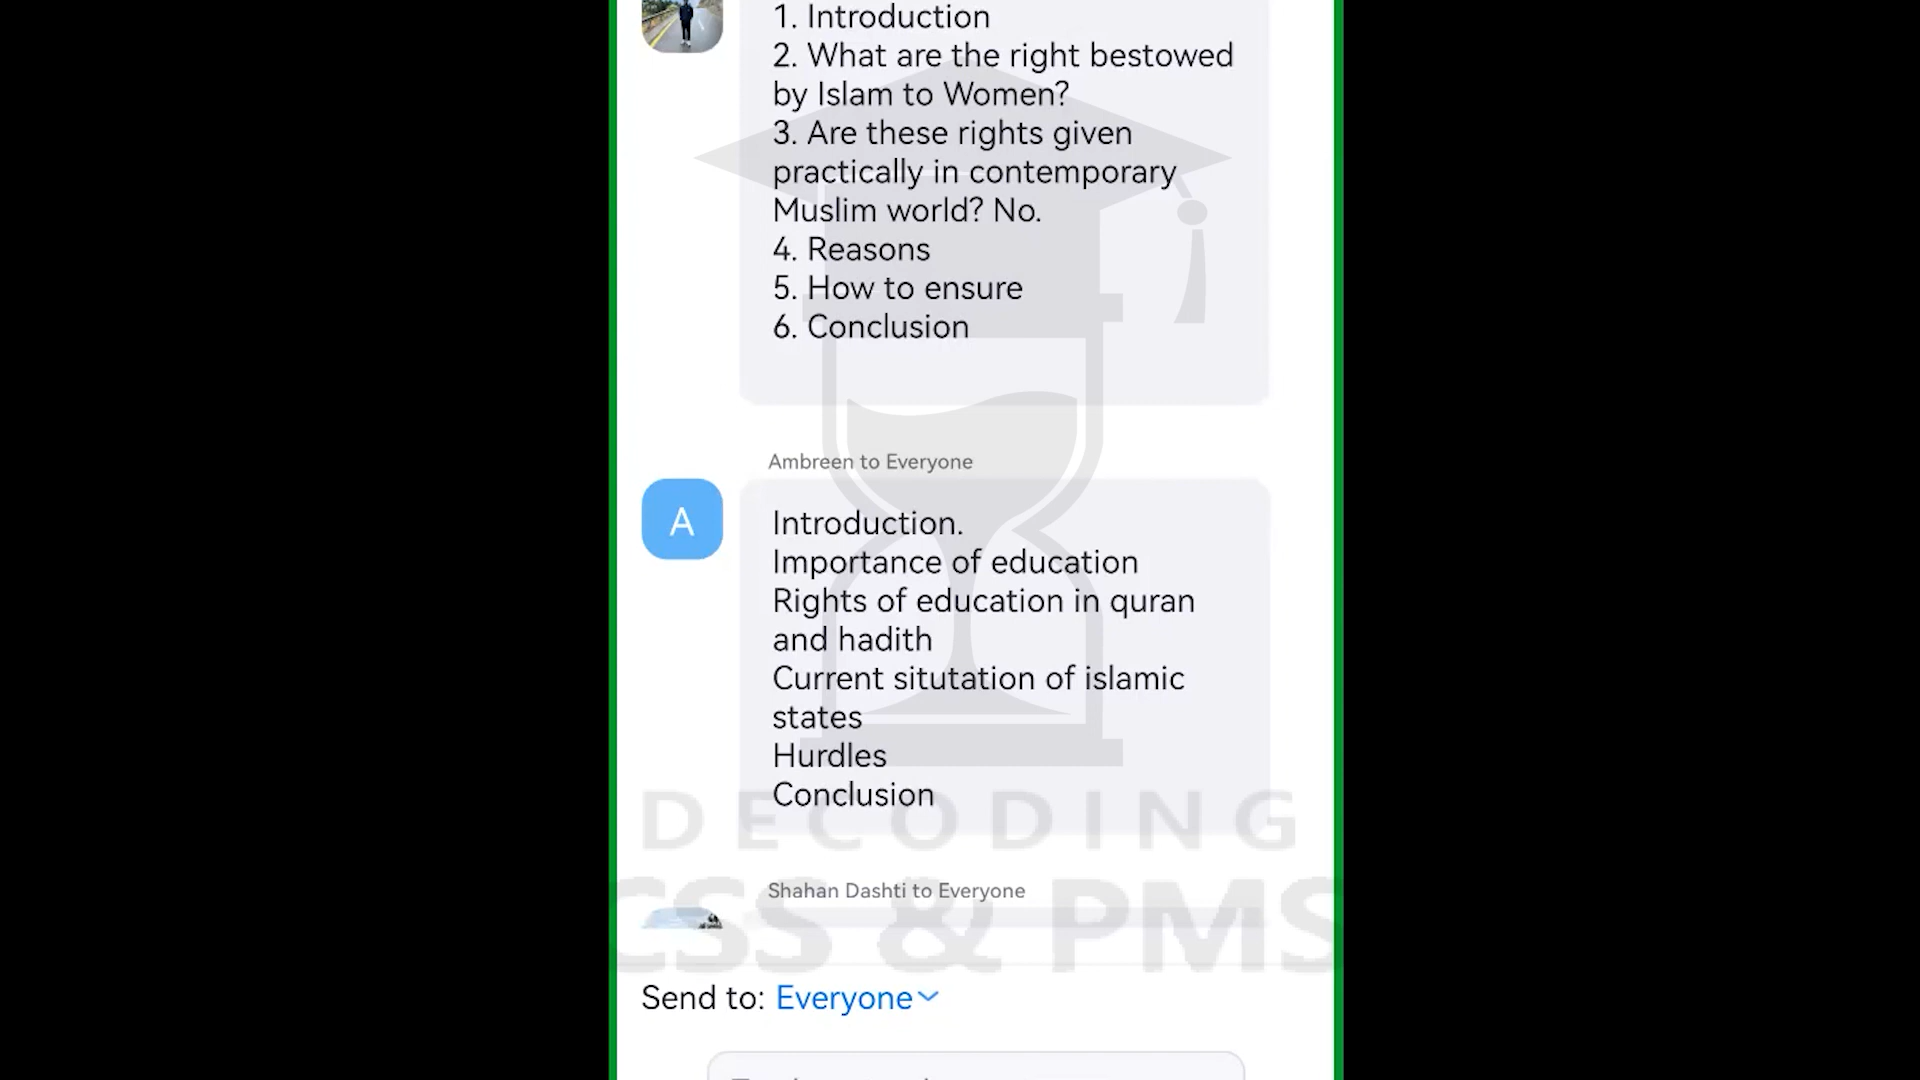 1. Introduction
2. What are the right bestowed
by Islam to Women?
3. Are these rights given
practically in contemporary
Muslim world? No.
4. Reasons
5. How to ensure
6. Conclusion
Ambreen to Everyone
A
Introduction.
Importance of education
Rights of education in quran
and hadith
Current situtation of islamic
states
Hurdles
Conclusion
DECODING
Shahan Dashti to Everyone
CSS & PMS
Send to: Everyone